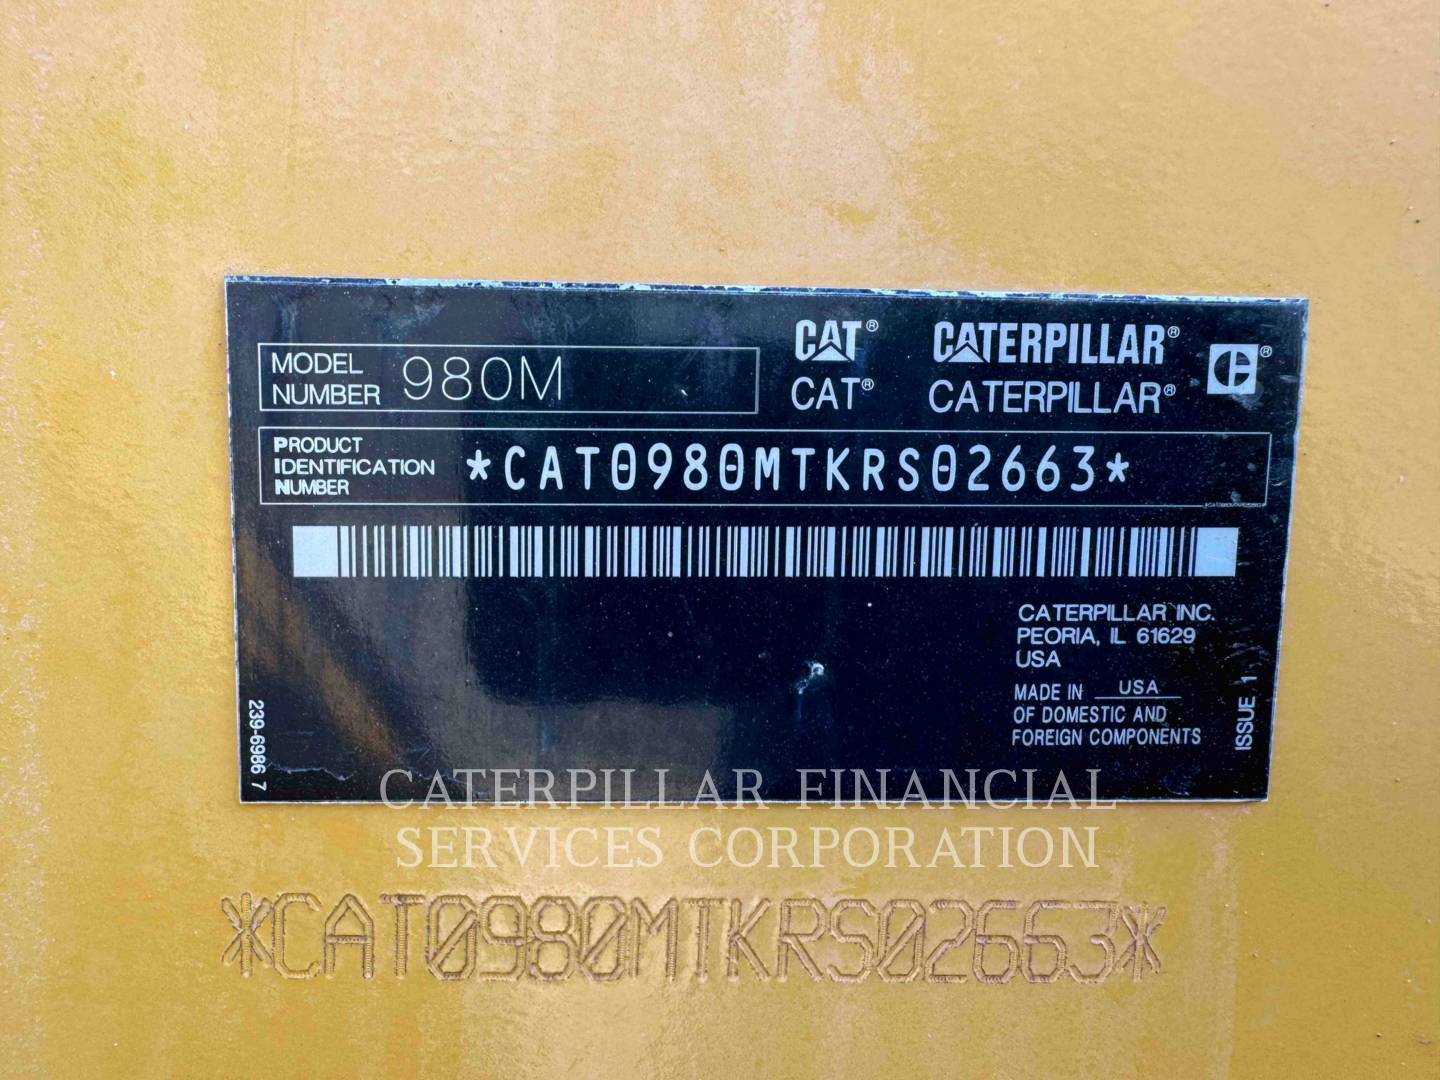 CAT® CATERPILLAR®
MODEL NUMBER 980M
CAT® CATERPILLAR®
PRODUCT IDENTIFICATION NUMBER *CAT0980MTKRS02663*
CATERPILLAR INC.
PEORIA, IL 61629
USA
MADE IN USA
OF DOMESTIC AND
FOREIGN COMPONENTS
ISSUE 1
239-6986 7
CATERPILLAR FINANCIAL
SERVICES CORPORATION
*CAT0980MTKRS02663*